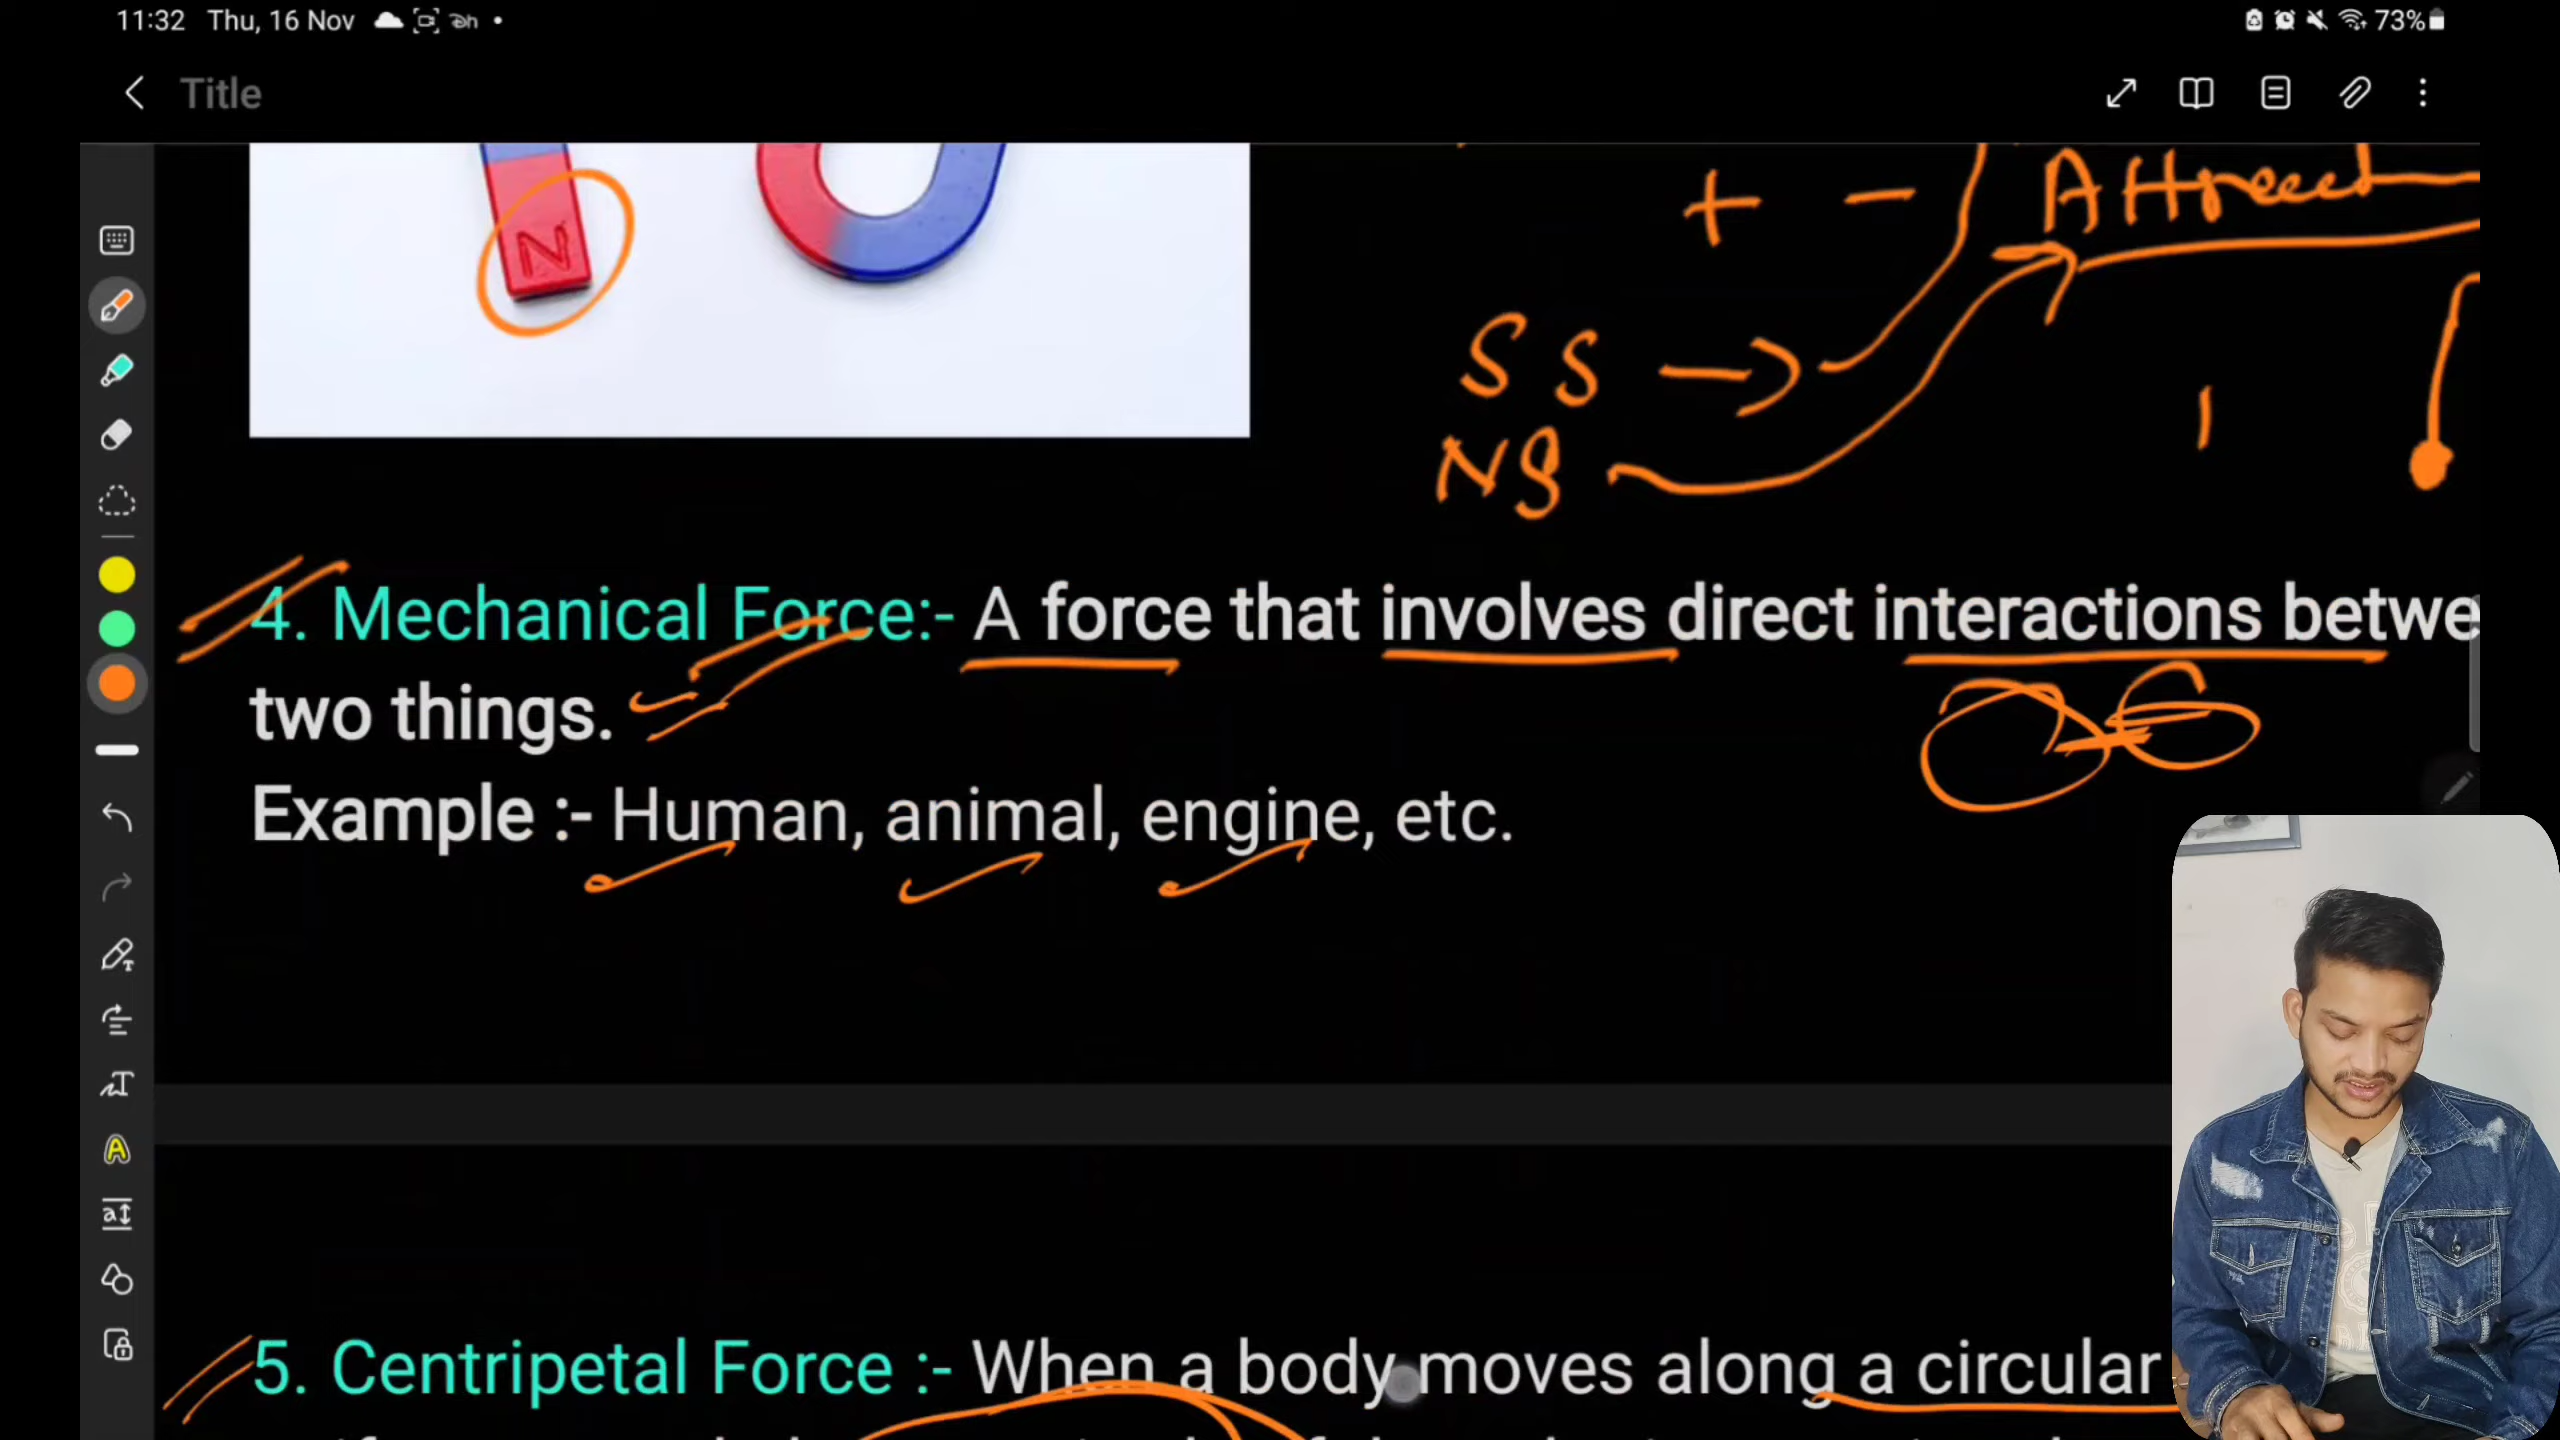 11:32 Thu, 16 Nov
73%
Title
N
+ -
Attract
S S
N S
4. Mechanical Force:- A force that involves direct interactions betwe
two things.
Example :- Human, animal, engine, etc.
5. Centripetal Force :- When a body moves along a circular